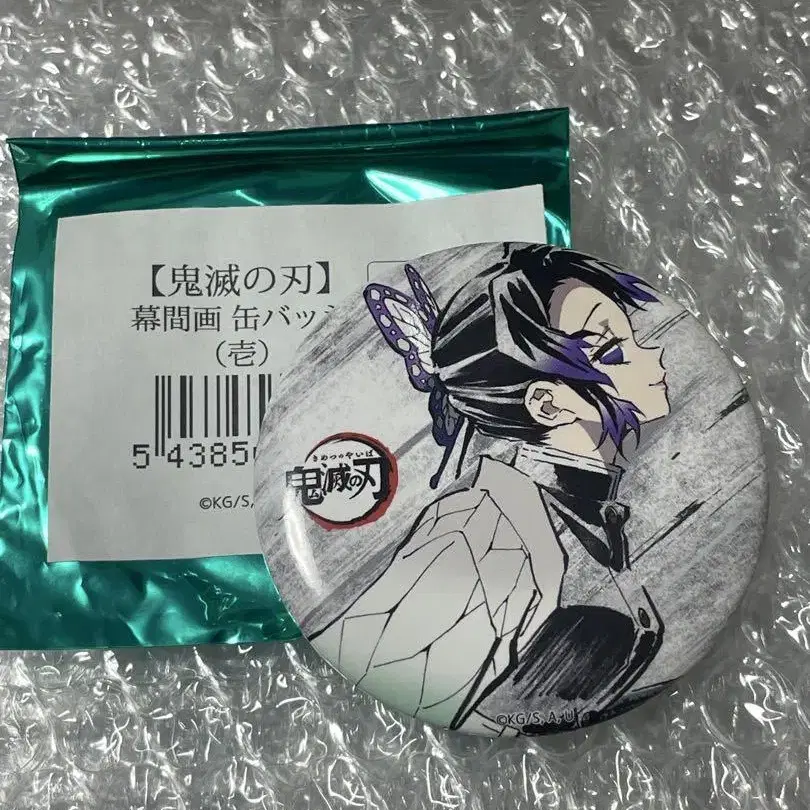 【鬼滅の刃】
幕間画 缶バッジ
(壱)
5 4385
©KG/S,
きめつのやいば
鬼滅の刃
©KG/S, A, U